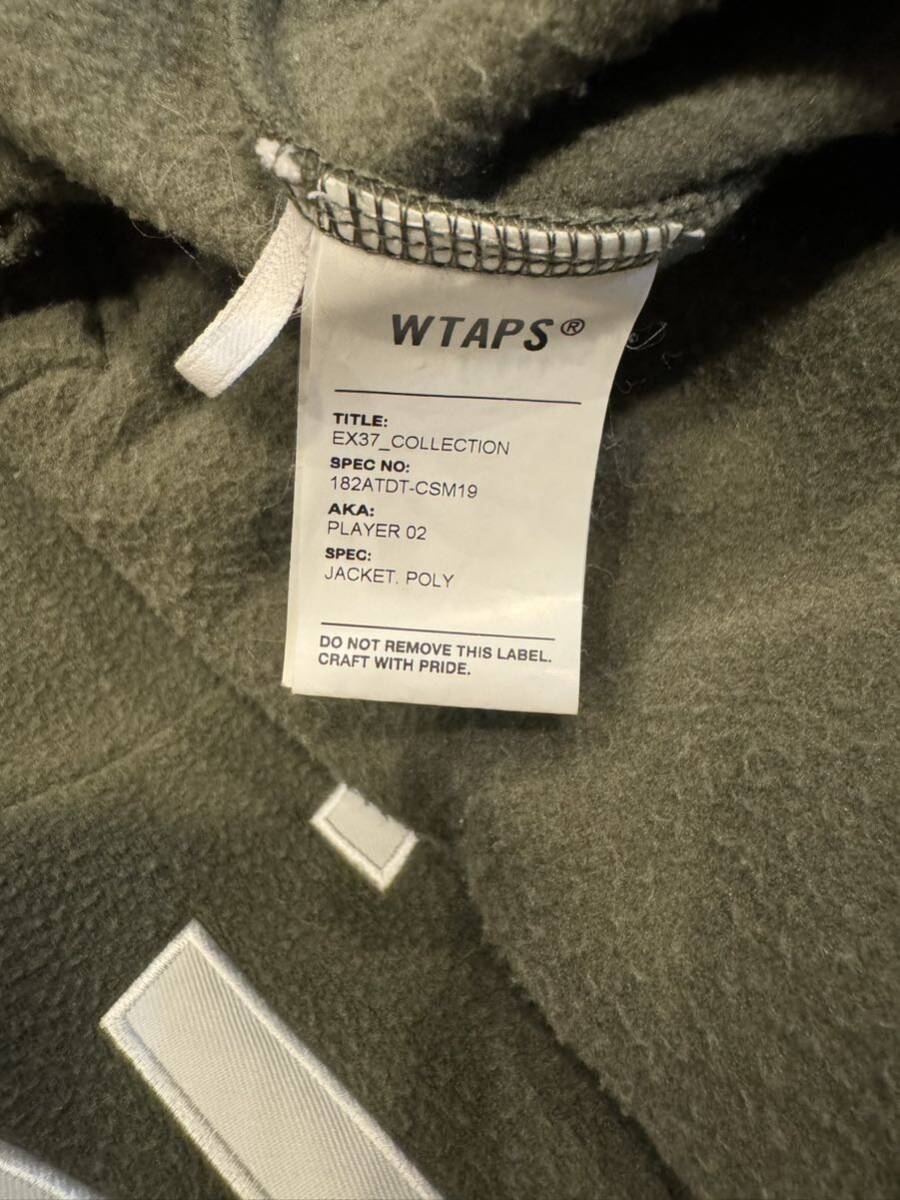 WTAPS®
TITLE:
EX37_COLLECTION
SPEC NO:
182ATDT-CSM19
AKA:
PLAYER 02
SPEC:
JACKET. POLY
DO NOT REMOVE THIS LABEL.
CRAFT WITH PRIDE.